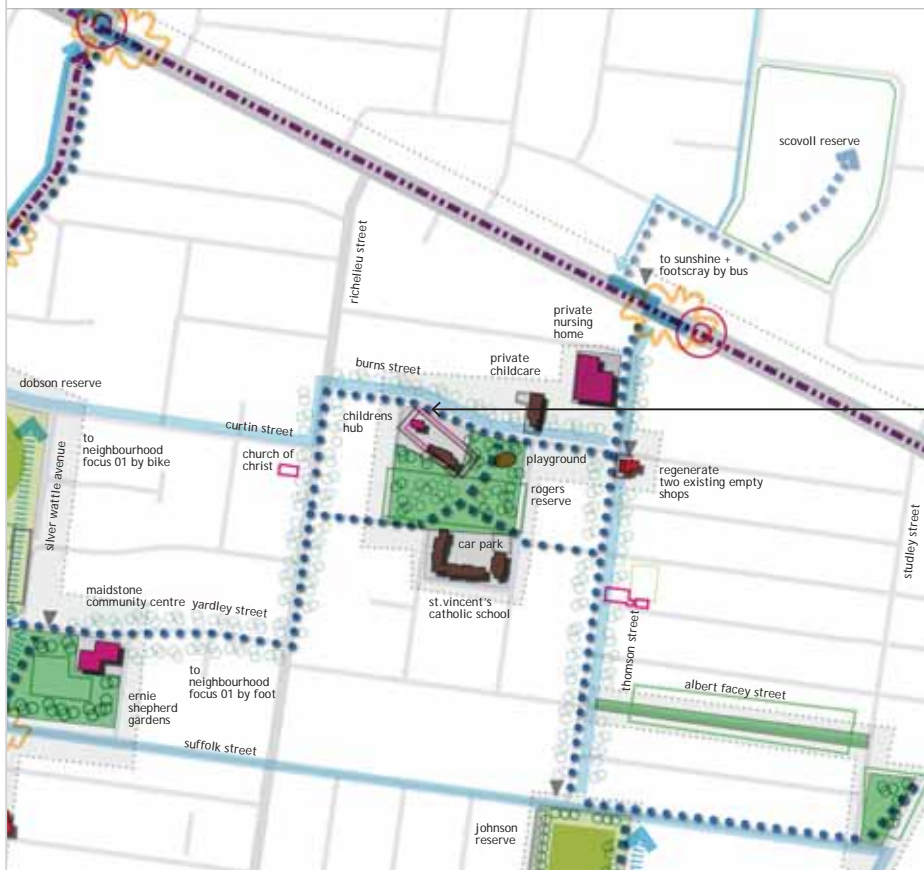 scovoll reserve
to sunshine +
footscray by bus
richelieu street
private
nursing
home
private
childcare
burns street
dobson reserve
childrens
hub
curtin street
to
neighbourhood
focus 01 by bike
church of
christ
playground
regenerate
two existing empty
shops
silver wattle avenue
rogers
reserve
studley street
car park
maidstone
community centre
yardley street
st.vincent's
catholic school
thomson street
to
neighbourhood
focus 01 by foot
albert facey street
ernie
shepherd
gardens
suffolk street
johnson
reserve